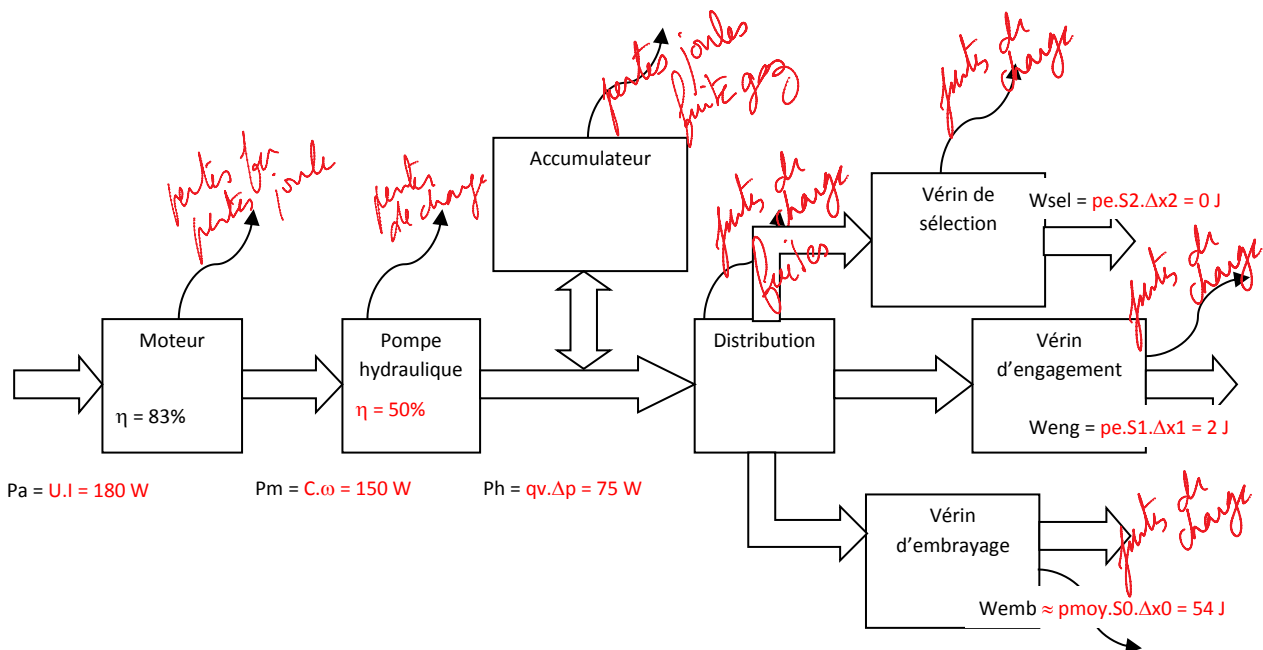 pertes joules
fuite gaz
pertes de
charge
Accumulateur
pertes fer
pertes joule
pertes
de charge
pertes de
charge
fuites
Vérin de
sélection
Wsel = pe.S2.Δx2 = 0 J
pertes de
charge
Moteur
η = 83%
Pompe
hydraulique
η = 50%
Distribution
Vérin
d'engagement
Weng = pe.S1.Δx1 = 2 J
Pa = U.I = 180 W
Pm = C.ω = 150 W
Ph = qv.Δp = 75 W
Vérin
d'embrayage
pertes de
charge
Wemb ≈ pmoy.S0.Δx0 = 54 J